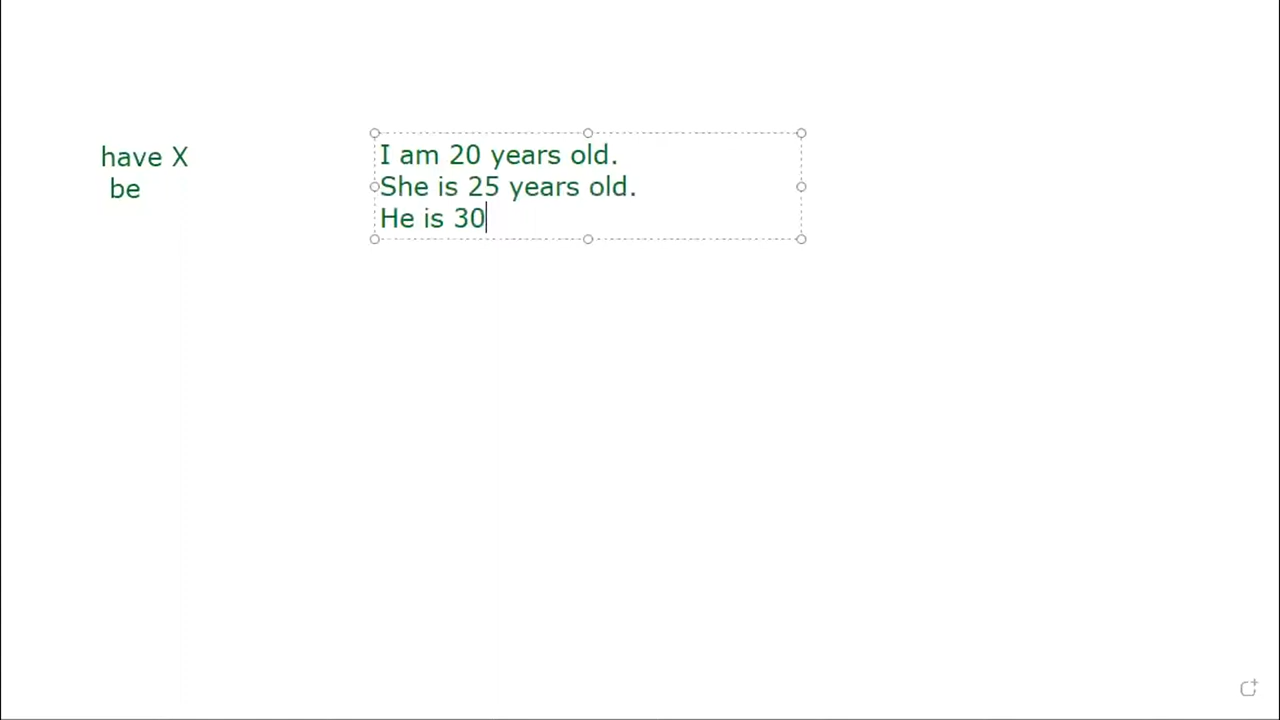 have X
be
I am 20 years old.
She is 25 years old.
He is 30